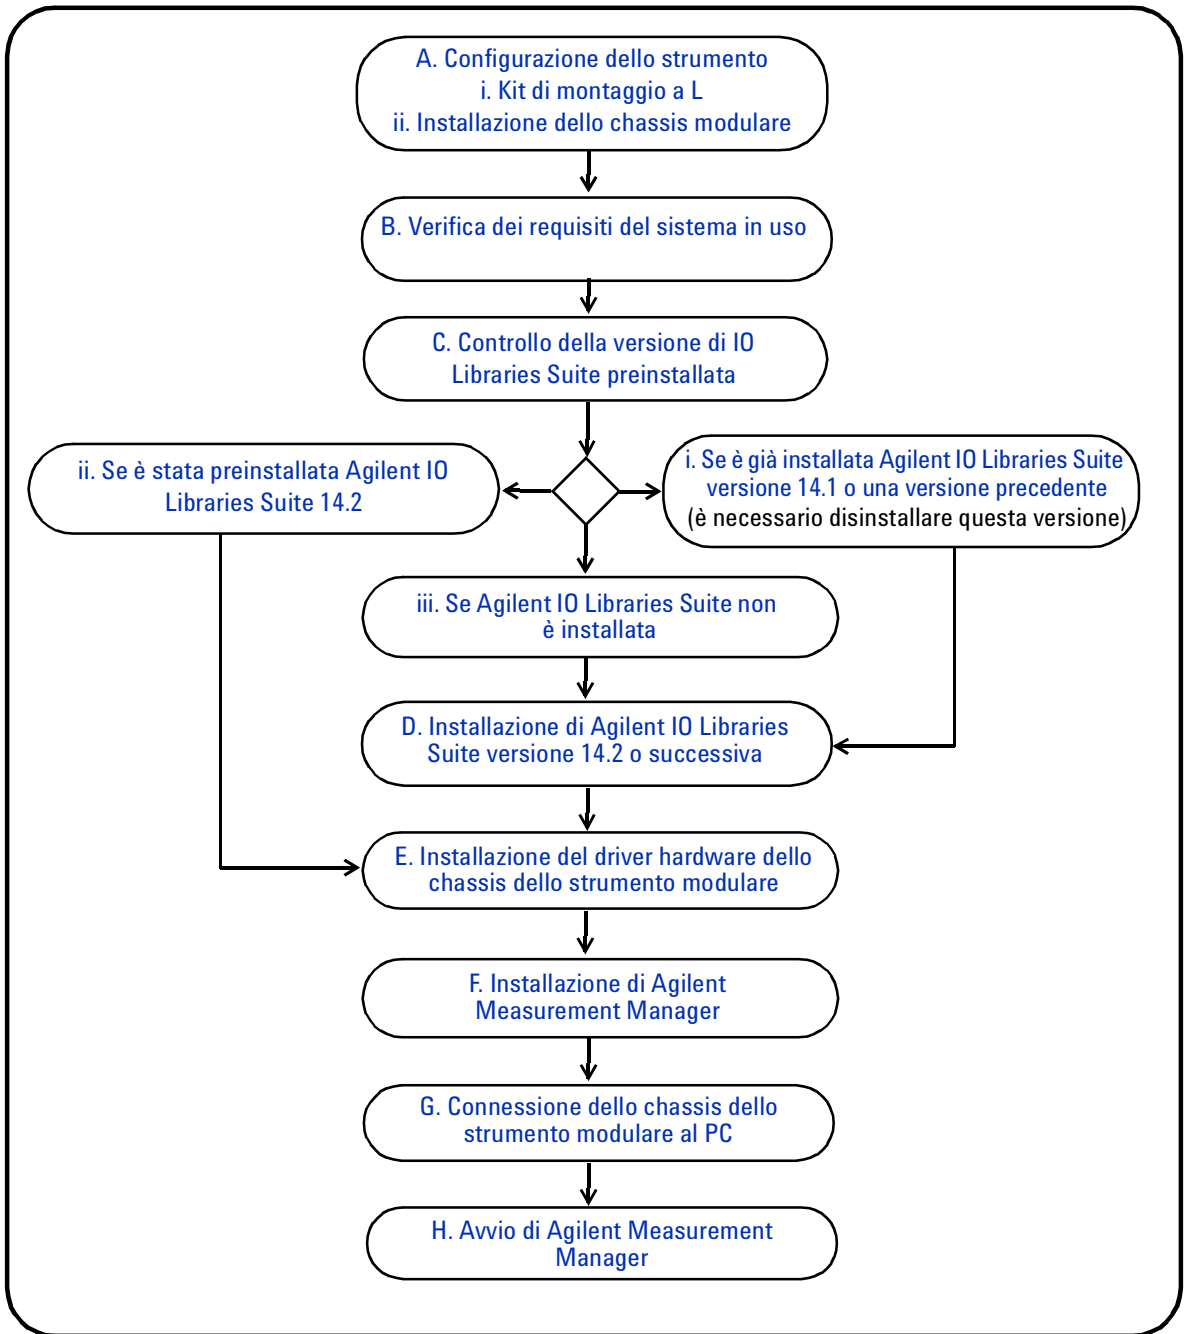 A. Configurazione dello strumento
i. Kit di montaggio a L
ii. Installazione dello chassis modulare
B. Verifica dei requisiti del sistema in uso
C. Controllo della versione di IO
Libraries Suite preinstallata
ii. Se è stata preinstallata Agilent IO
Libraries Suite 14.2
i. Se è già installata Agilent IO Libraries Suite
versione 14.1 o una versione precedente
(è necessario disinstallare questa versione)
iii. Se Agilent IO Libraries Suite non
è installata
D. Installazione di Agilent IO Libraries
Suite versione 14.2 o successiva
E. Installazione del driver hardware dello
chassis dello strumento modulare
F. Installazione di Agilent
Measurement Manager
G. Connessione dello chassis dello
strumento modulare al PC
H. Avvio di Agilent Measurement
Manager